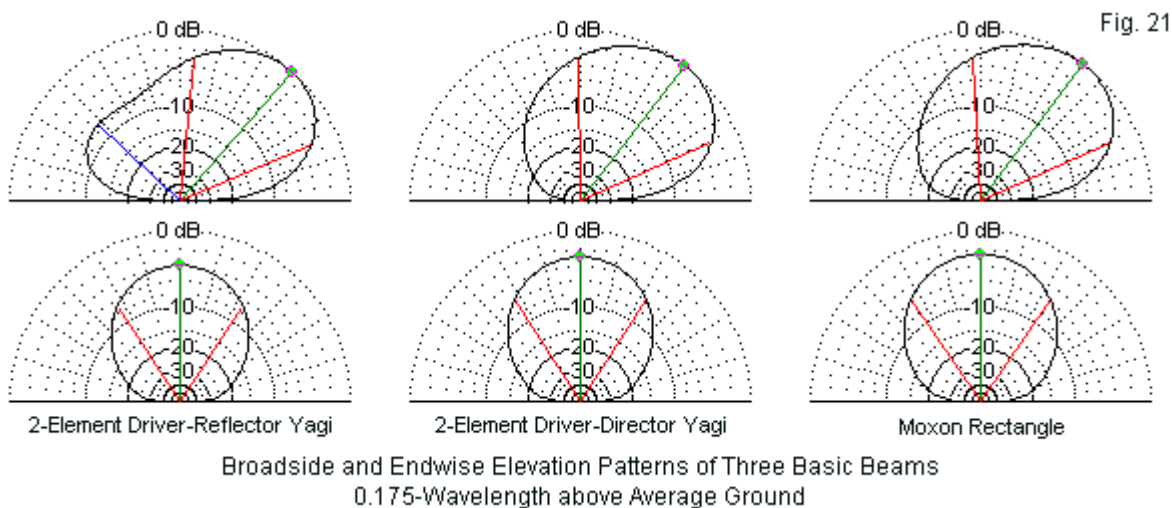 Fig. 21
0 dB 0 dB 0 dB
-10 -10 -10
-20 -20 -20
-30 -30 -30
0 dB 0 dB 0 dB
-10 -10 -10
-20 -20 -20
-30 -30 -30
2-Element Driver-Reflector Yagi 2-Element Driver-Director Yagi Moxon Rectangle
Broadside and Endwise Elevation Patterns of Three Basic Beams
0.175-Wavelength above Average Ground